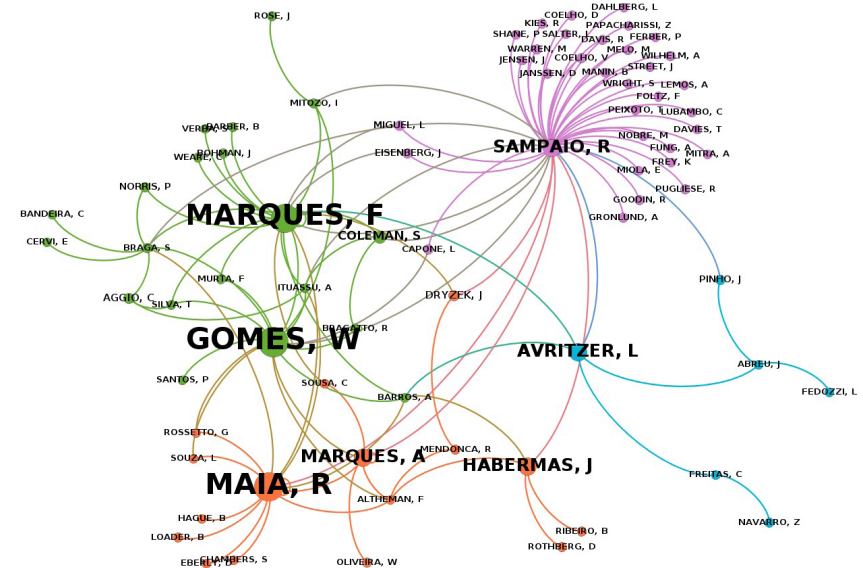 DAHLBERG, L
ROSE, J
COELHO, D
KIES, R
PAPACHARISSI, Z
SHANE, P
SALTER, L
DAVIS, R
FERBER, P
WARREN, M
MELO, M
WILHELM, A
JENSEN, J
COELHO, V
STREET, J
JANSSEN, D
MANIN, B
WRIGHT, S
LEMOS, A
FOLTZ, F
MITOZO, I
PEIXOTO, T
LUBAMBO, C
MIGUEL, L
VERBA, S
BARBER, B
DAVIES, T
NOBRE, M
SAMPAIO, R
FUNG, A
EISENBERG, J
BOHMAN, J
MITRA, A
WEARE, C
FREY, K
MIOLA, E
NORRIS, P
PUGLIESE, R
GOODIN, R
BANDEIRA, C
MARQUES, F
GRONLUND, A
COLEMAN, S
CERVI, E
BRAGA, S
CAPONE, L
MURTA, F
PINHO, J
ITUASSU, A
AGGIO, C
DRYZEK, J
SILVA, T
BRAGATTO, R
GOMES, W
AVRITZER, L
ABREU, J
SANTOS, P
SOUSA, C
FEDOZZI, L
BARROS, A
ROSSETTO, G
MENDONCA, R
SOUZA, L
MARQUES, A
HABERMAS, J
FREITAS, C
MAIA, R
ALTHEMAN, F
HAGUE, B
NAVARRO, Z
RIBEIRO, B
LOADER, B
ROTHBERG, D
CHAMBERS, S
EBERLY, D
OLIVEIRA, W